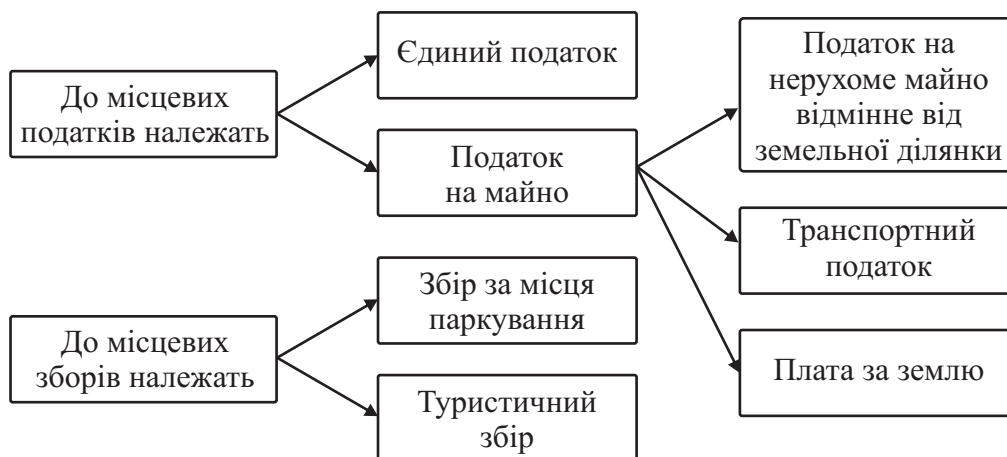 До місцевих
податків належать
Єдиний податок
Податок
на майно
Податок на
нерухоме майно
відмінне від
земельної ділянки
Транспортний
податок
Плата за землю
До місцевих
зборів належать
Збір за місця
паркування
Туристичний
збір